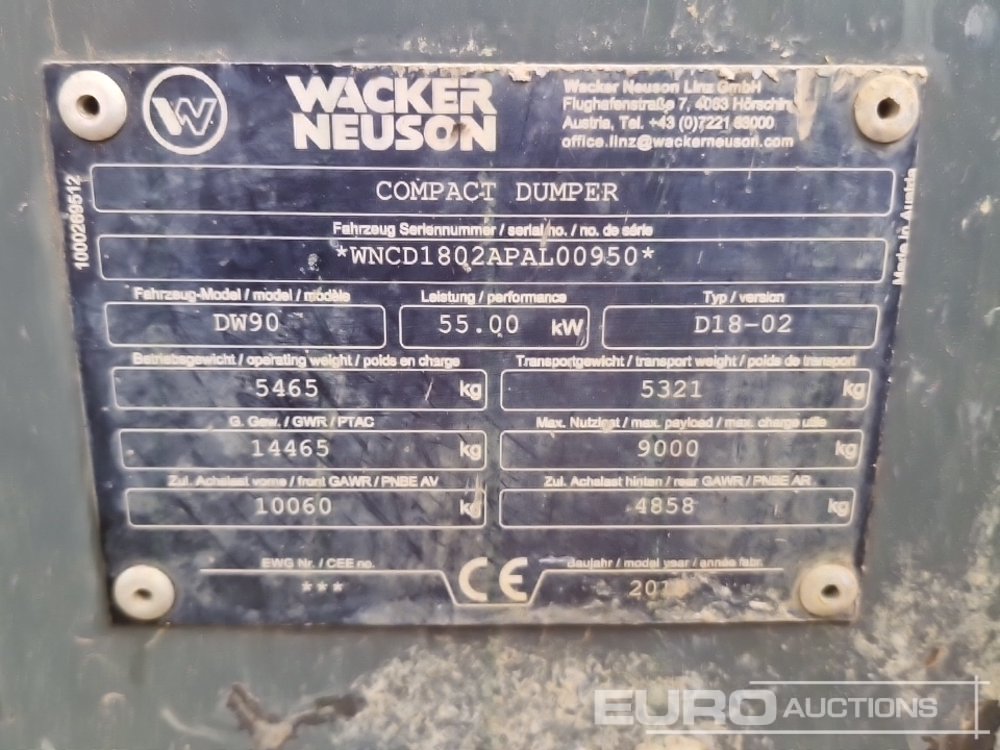 WACKER
NEUSON
Wacker Neuson Linz GmbH
Flughafenstraße 7, 4063 Hörsching
Austria, Tel. +43 (0)7221 63000
office.linz@wackerneuson.com
1000269512
Made in Austria
COMPACT DUMPER
Fahrzeug Seriennummer / serial no. / no. de série
*WNCD1802APAL00950*
Fahrzeug-Model / model / modèle Leistung / performance Typ / version
DW90 55.00 kW D18-02
Betriebsgewicht / operating weight / poids en charge Transportgewicht / transport weight / poids de transport
5465 kg 5321 kg
G. Gew. / GWR / PTAC Max. Nutzlast / max. payload / max. charge utile
14465 kg 9000 kg
Zul. Achslast vorne / front GAWR / PNBE AV Zul. Achslast hinten / rear GAWR / PNBE AR
10060 kg 4858 kg
EWG Nr. / CEE no. CE Baujahr / model year / année fabr.
***
EURO AUCTIONS